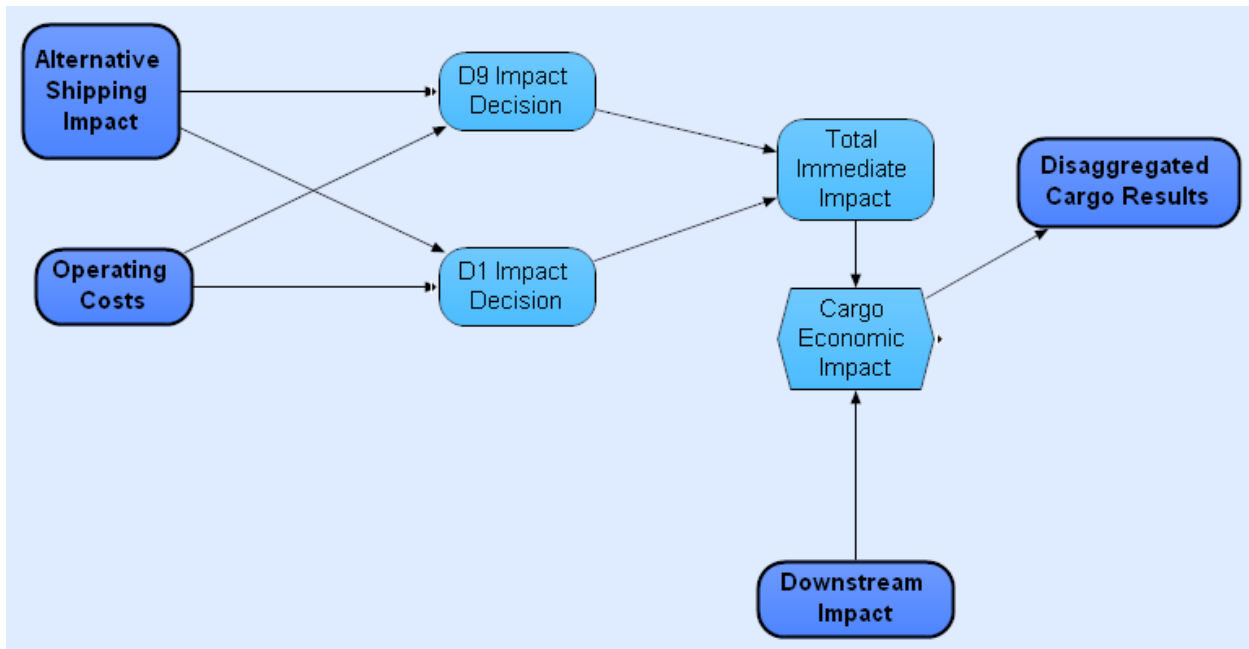 Alternative
Shipping
Impact
D9 Impact
Decision
Total
Immediate
Impact
Disaggregated
Cargo Results
Operating
Costs
D1 Impact
Decision
Cargo
Economic
Impact
Downstream
Impact